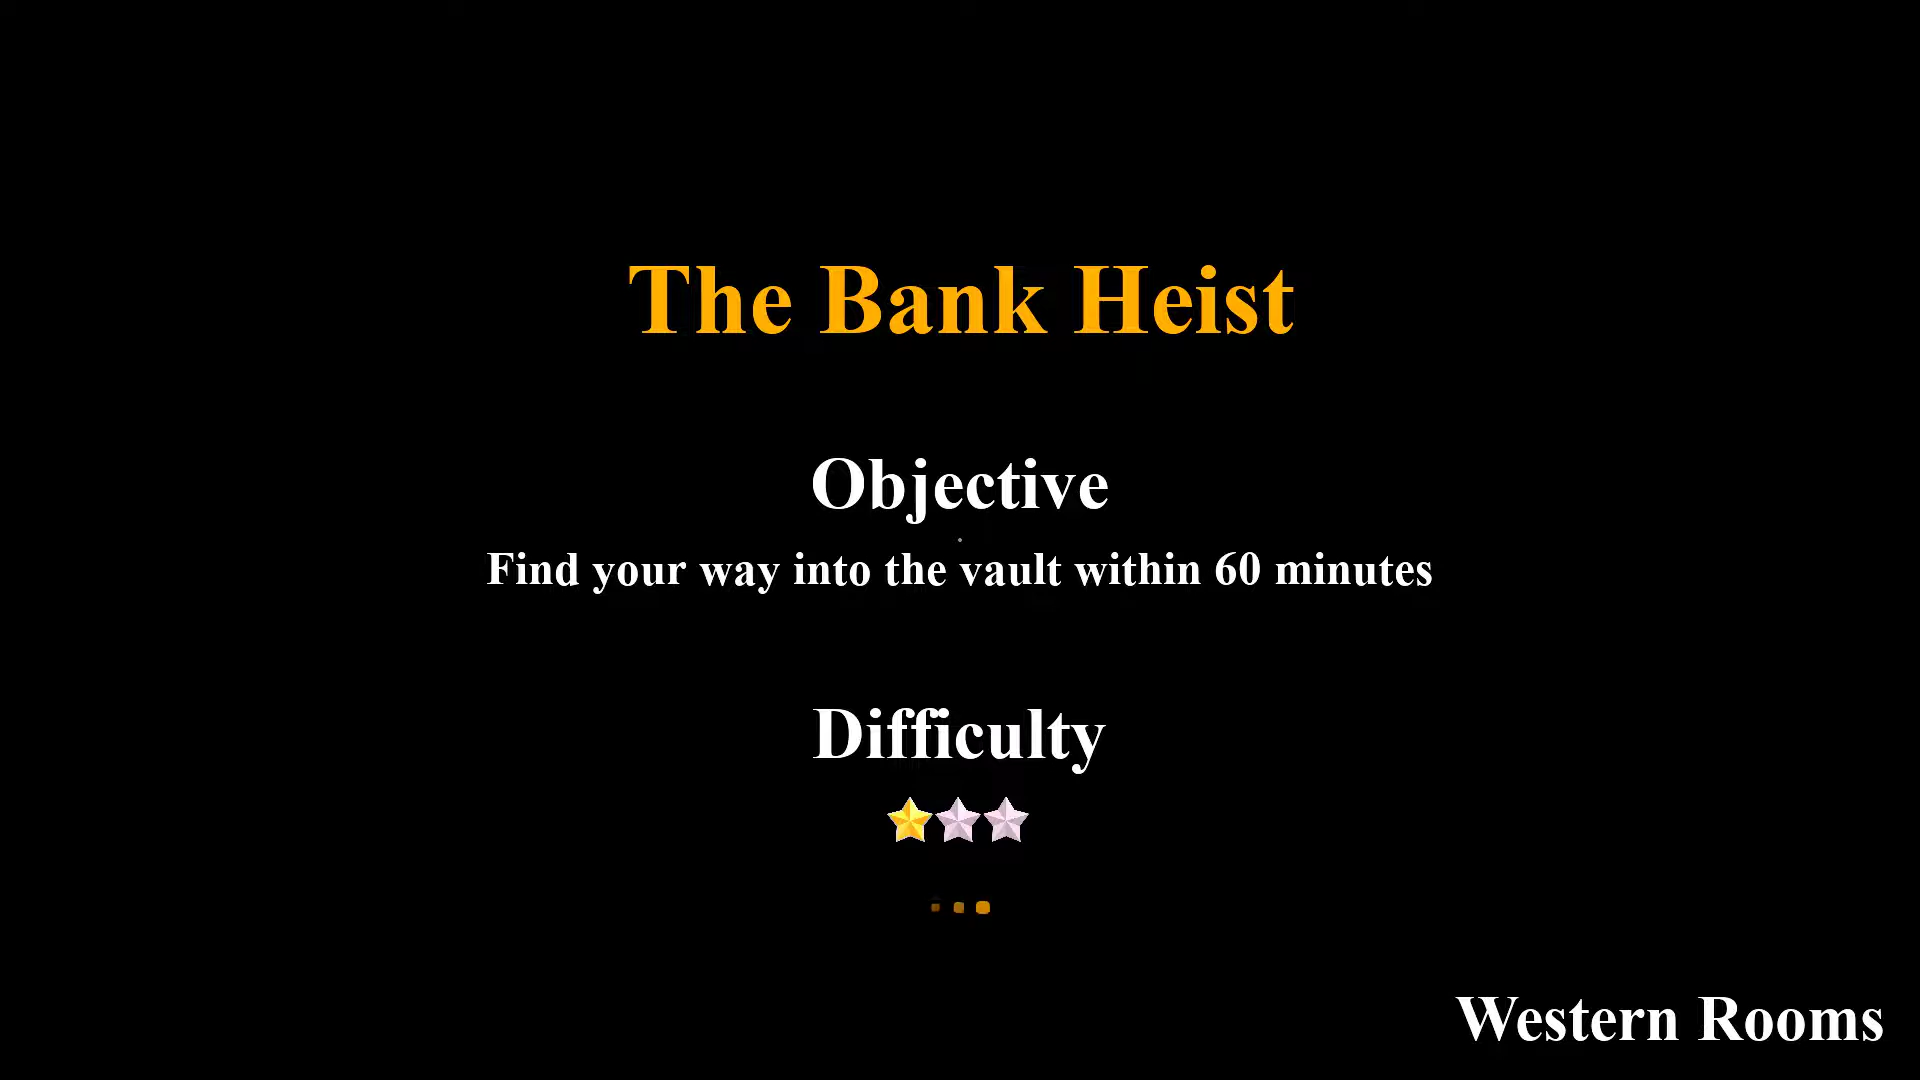 The Bank Heist
Objective
Find your way into the vault within 60 minutes
Difficulty
Western Rooms